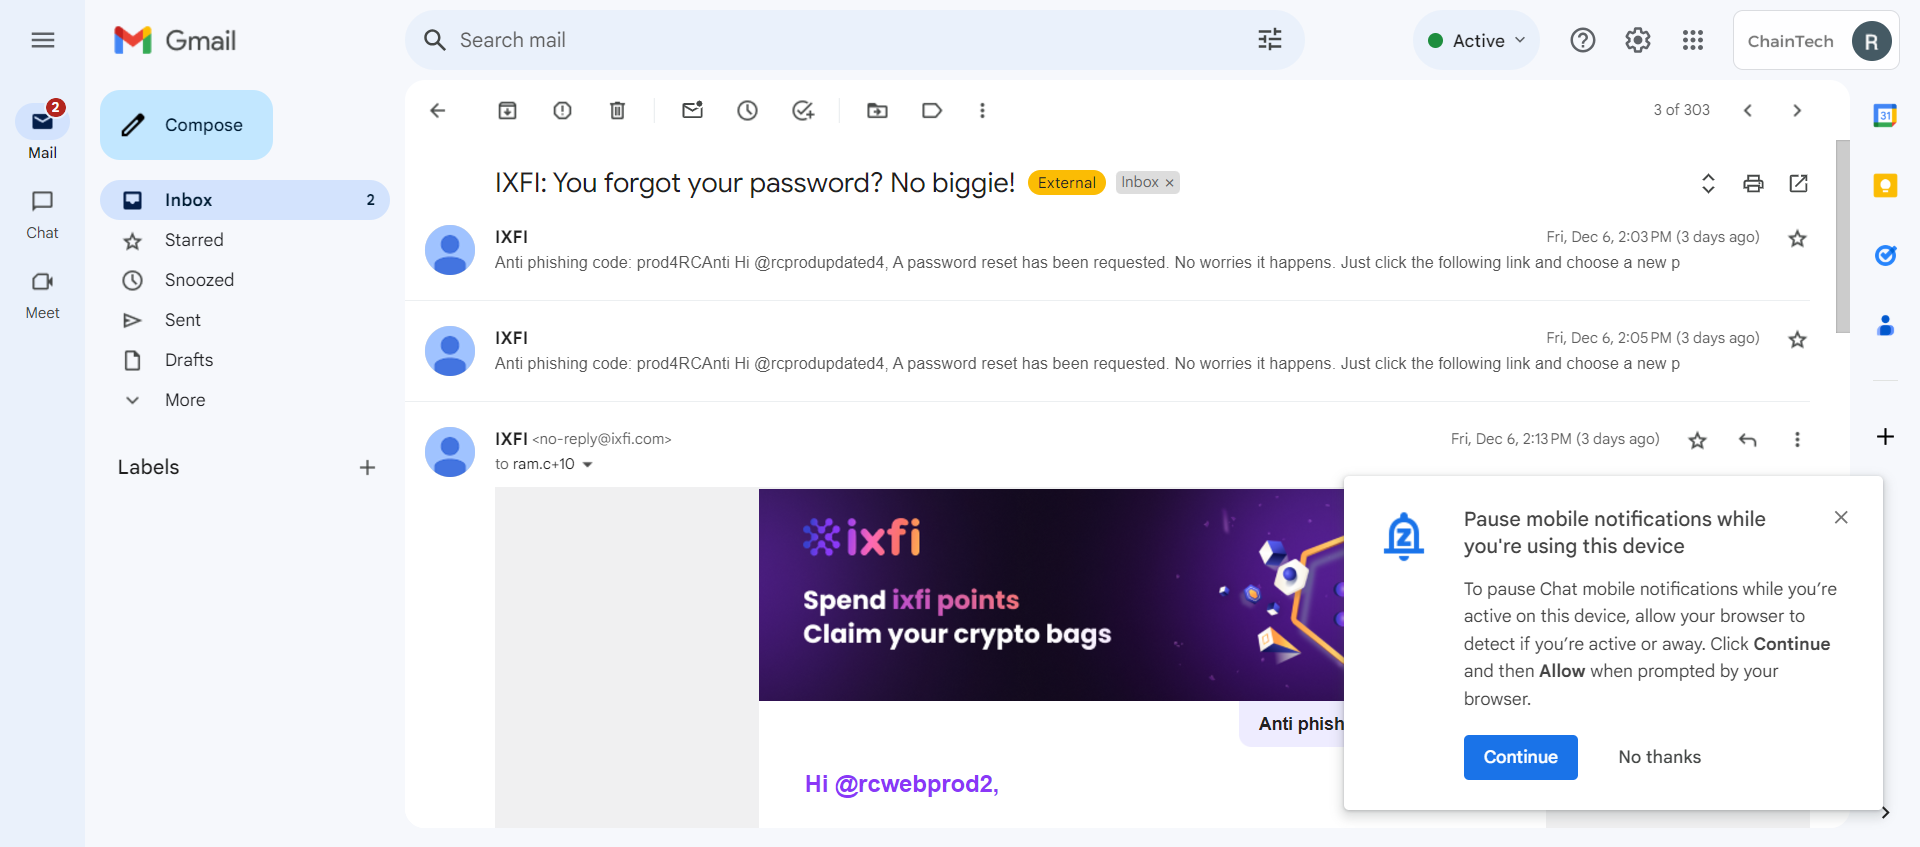 Gmail
Search mail
Active
ChainTech
R
2
Mail
Chat
Meet
Compose
Inbox 2
Starred
Snoozed
Sent
Drafts
More
Labels
3 of 303
31
IXFI: You forgot your password? No biggie! External Inbox ×
IXFI Fri, Dec 6, 2:03 PM (3 days ago)
Anti phishing code: prod4RCAnti Hi @rcprodupdated4, A password reset has been requested. No worries it happens. Just click the following link and choose a new p
IXFI Fri, Dec 6, 2:05 PM (3 days ago)
Anti phishing code: prod4RCAnti Hi @rcprodupdated4, A password reset has been requested. No worries it happens. Just click the following link and choose a new p
IXFI <no-reply@ixfi.com> Fri, Dec 6, 2:13 PM (3 days ago)
to ram.c+10
ixfi
Spend ixfi points
Claim your crypto bags
Anti phish
Hi @rcwebprod2,
Pause mobile notifications while
you're using this device
To pause Chat mobile notifications while you’re
active on this device, allow your browser to
detect if you’re active or away. Click Continue
and then Allow when prompted by your
browser.
Continue No thanks